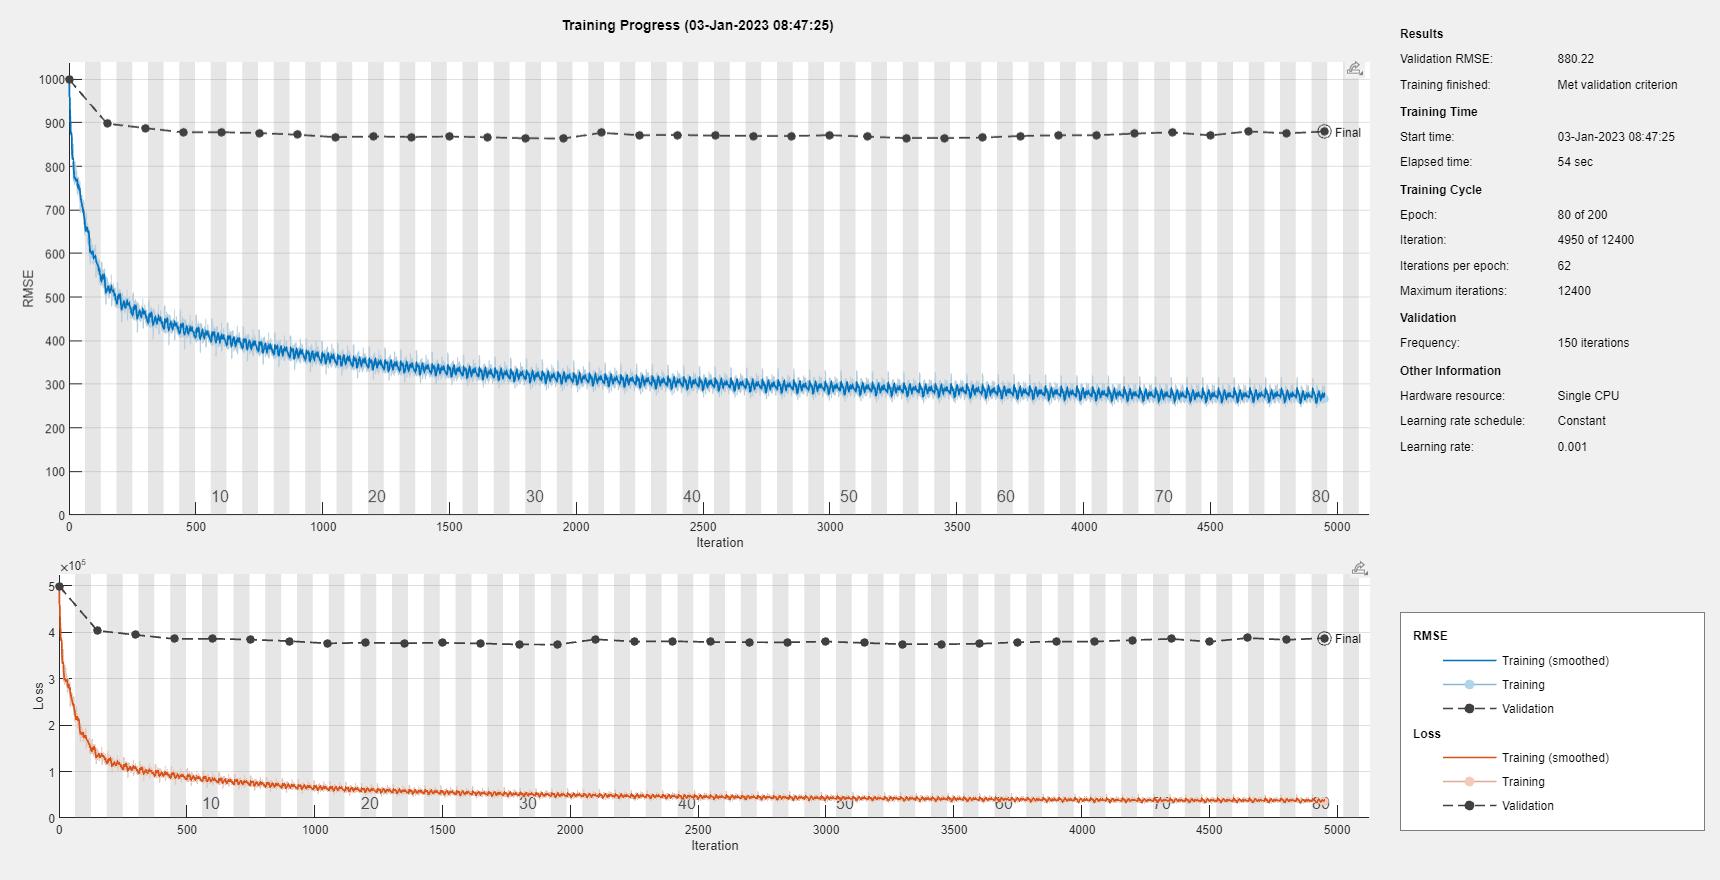 Training Progress (03-Jan-2023 08:47:25)
1000
900
800
700
600
500
400
300
200
100
0
RMSE
10 20 30 40 50 60 70 80
0 500 1000 1500 2000 2500 3000 3500 4000 4500 5000
Iteration
Final
×10⁵
5
4
3
2
1
0
Loss
10 20 30 40 50 60 70 80
0 500 1000 1500 2000 2500 3000 3500 4000 4500 5000
Iteration
Final
Results
Validation RMSE: 880.22
Training finished: Met validation criterion
Training Time
Start time: 03-Jan-2023 08:47:25
Elapsed time: 54 sec
Training Cycle
Epoch: 80 of 200
Iteration: 4950 of 12400
Iterations per epoch: 62
Maximum iterations: 12400
Validation
Frequency: 150 iterations
Other Information
Hardware resource: Single CPU
Learning rate schedule: Constant
Learning rate: 0.001
RMSE
Training (smoothed)
Training
Validation
Loss
Training (smoothed)
Training
Validation